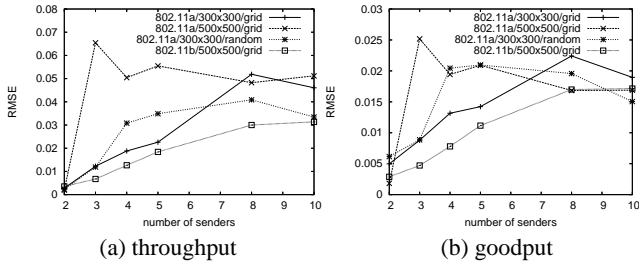 802.11a/300x300/grid
802.11a/500x500/grid
802.11a/300x300/random
802.11b/500x500/grid
RMSE
0.08
0.07
0.06
0.05
0.04
0.03
0.02
0.01
0
2 3 4 5 6 7 8 9 10
number of senders
(a) throughput
802.11a/300x300/grid
802.11a/500x500/grid
802.11a/300x300/random
802.11b/500x500/grid
RMSE
0.03
0.025
0.02
0.015
0.01
0.005
0
2 3 4 5 6 7 8 9 10
number of senders
(b) goodput